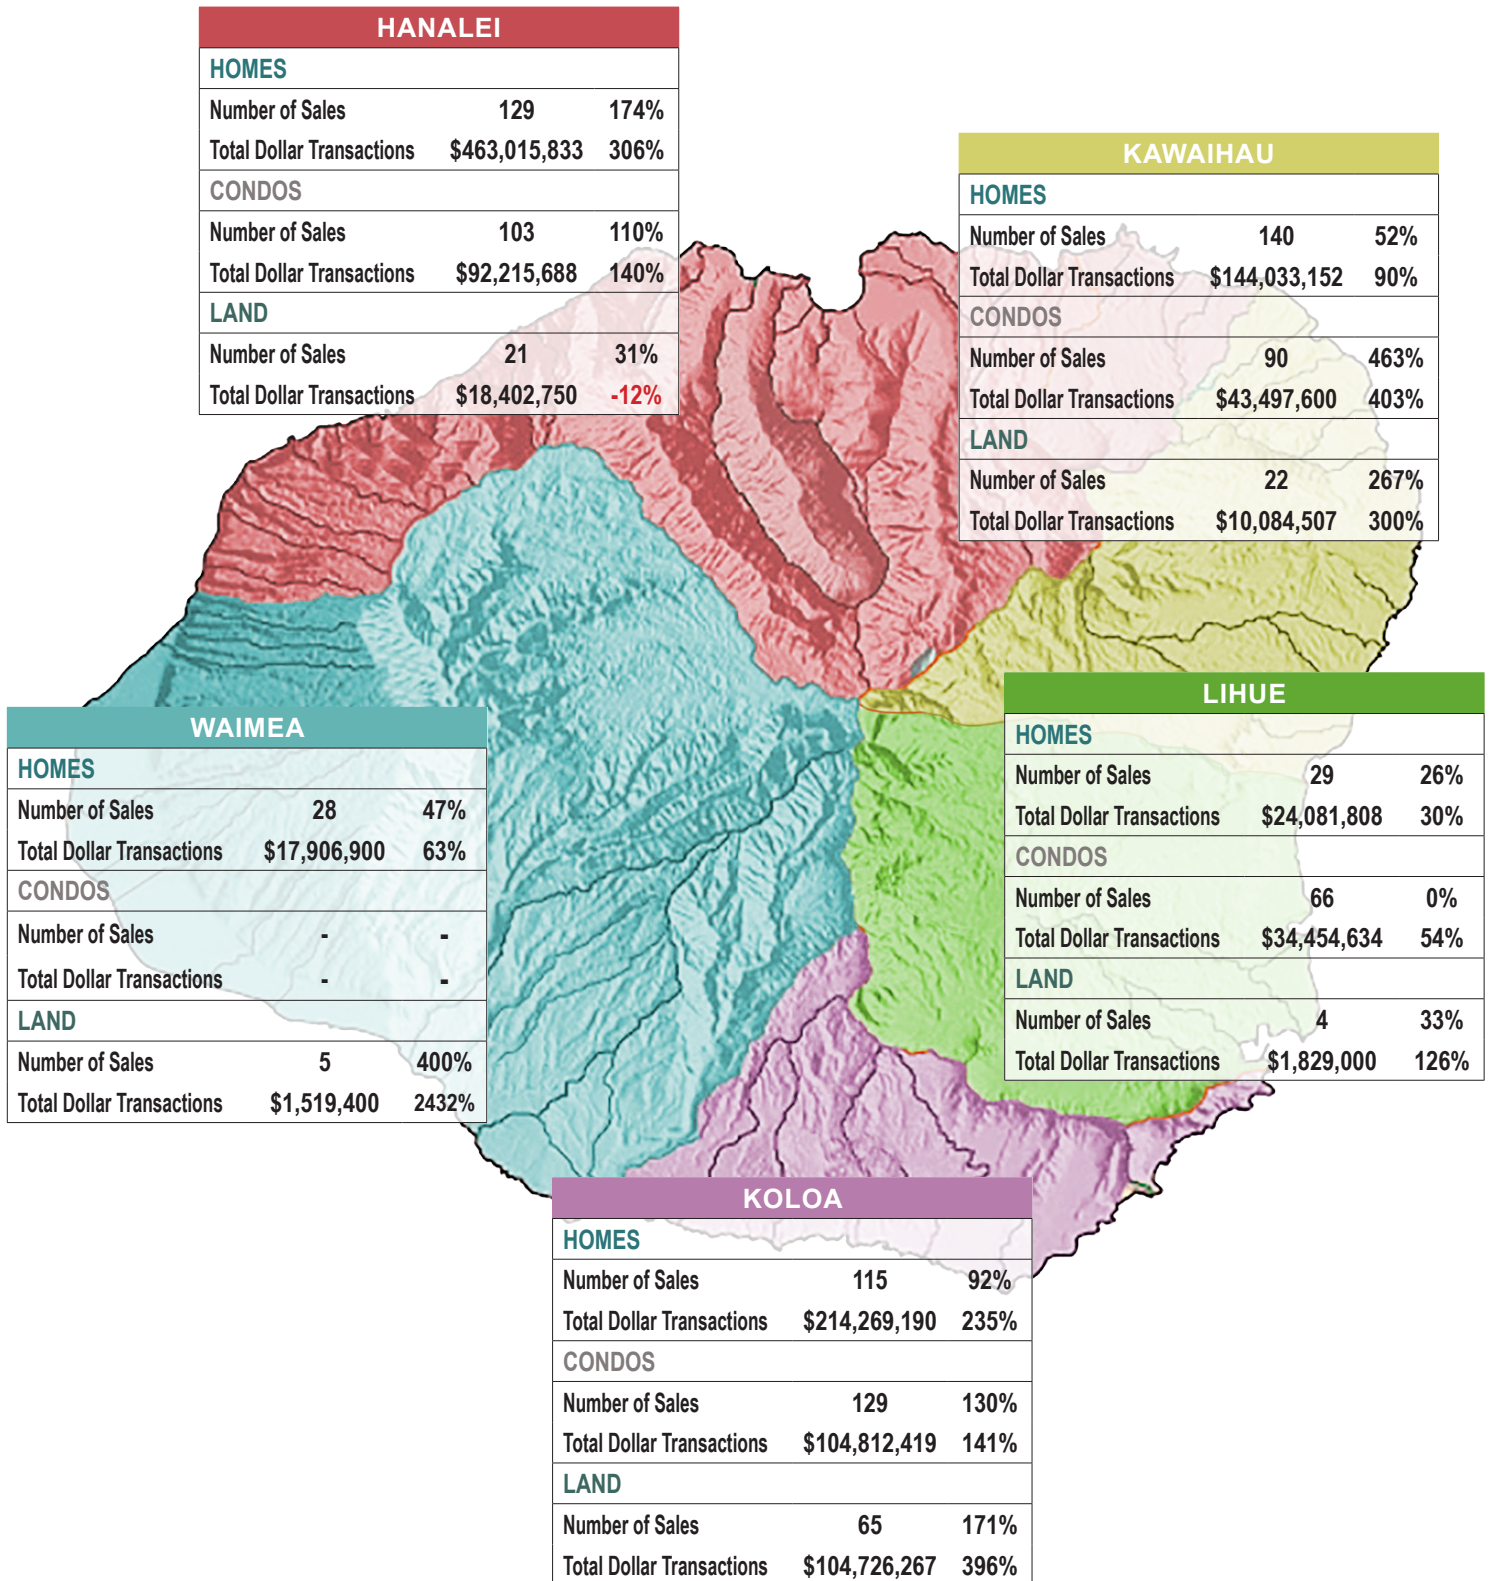 HANALEI
HOMES
Number of Sales 129 174%
Total Dollar Transactions $463,015,833 306%
CONDOS
Number of Sales 103 110%
Total Dollar Transactions $92,215,688 140%
LAND
Number of Sales 21 31%
Total Dollar Transactions $18,402,750 -12%
KAWAIHAU
HOMES
Number of Sales 140 52%
Total Dollar Transactions $144,033,152 90%
CONDOS
Number of Sales 90 463%
Total Dollar Transactions $43,497,600 403%
LAND
Number of Sales 22 267%
Total Dollar Transactions $10,084,507 300%
WAIMEA
HOMES
Number of Sales 28 47%
Total Dollar Transactions $17,906,900 63%
CONDOS
Number of Sales - -
Total Dollar Transactions - -
LAND
Number of Sales 5 400%
Total Dollar Transactions $1,519,400 2432%
LIHUE
HOMES
Number of Sales 29 26%
Total Dollar Transactions $24,081,808 30%
CONDOS
Number of Sales 66 0%
Total Dollar Transactions $34,454,634 54%
LAND
Number of Sales 4 33%
Total Dollar Transactions $1,829,000 126%
KOLOA
HOMES
Number of Sales 115 92%
Total Dollar Transactions $214,269,190 235%
CONDOS
Number of Sales 129 130%
Total Dollar Transactions $104,812,419 141%
LAND
Number of Sales 65 171%
Total Dollar Transactions $104,726,267 396%